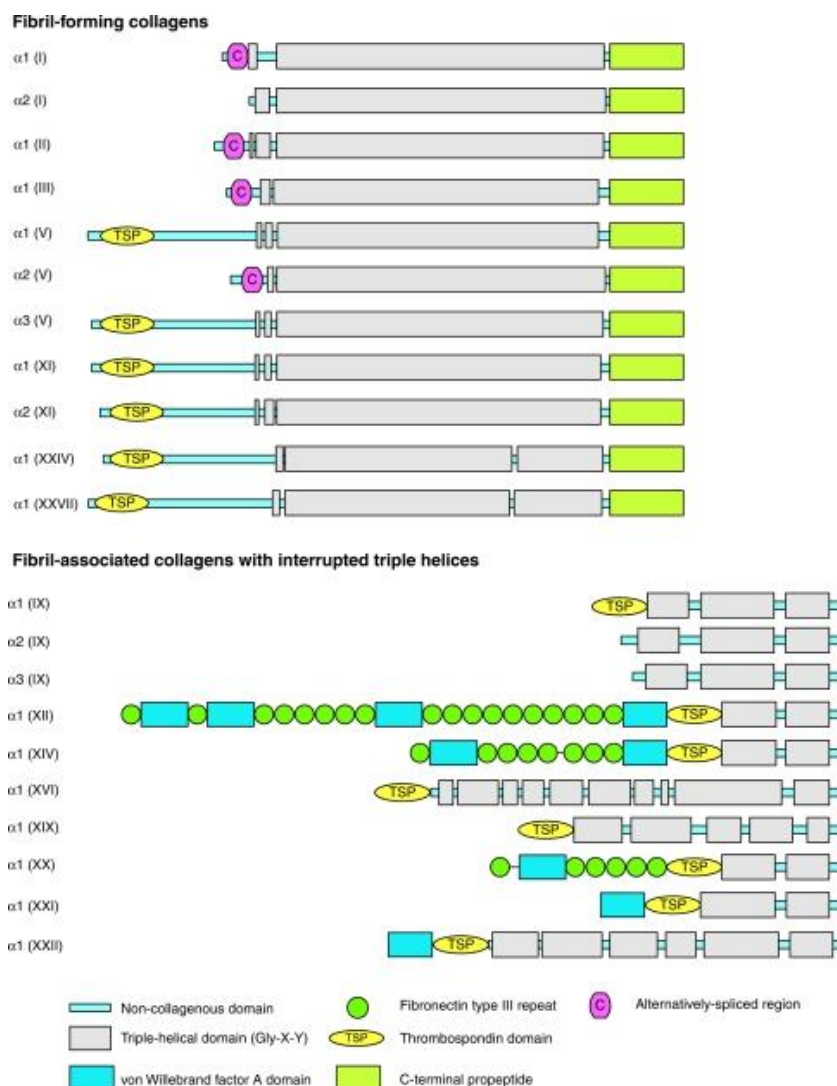 Fibril-forming collagens
α1 (I)
C
α2 (I)
α1 (II)
C
α1 (III)
C
α1 (V)
TSP
α2 (V)
C
α3 (V)
TSP
α1 (XI)
TSP
α2 (XI)
TSP
α1 (XXIV)
TSP
α1 (XXVII)
TSP
Fibril-associated collagens with interrupted triple helices
α1 (IX)
TSP
α2 (IX)
α3 (IX)
α1 (XII)
TSP
α1 (XIV)
TSP
α1 (XVI)
TSP
α1 (XIX)
TSP
α1 (XX)
TSP
α1 (XXI)
TSP
α1 (XXII)
TSP
Non-collagenous domain
Fibronectin type III repeat
C
Alternatively-spliced region
Triple-helical domain (Gly-X-Y)
TSP
Thrombospondin domain
von Willebrand factor A domain
C-terminal propeptide